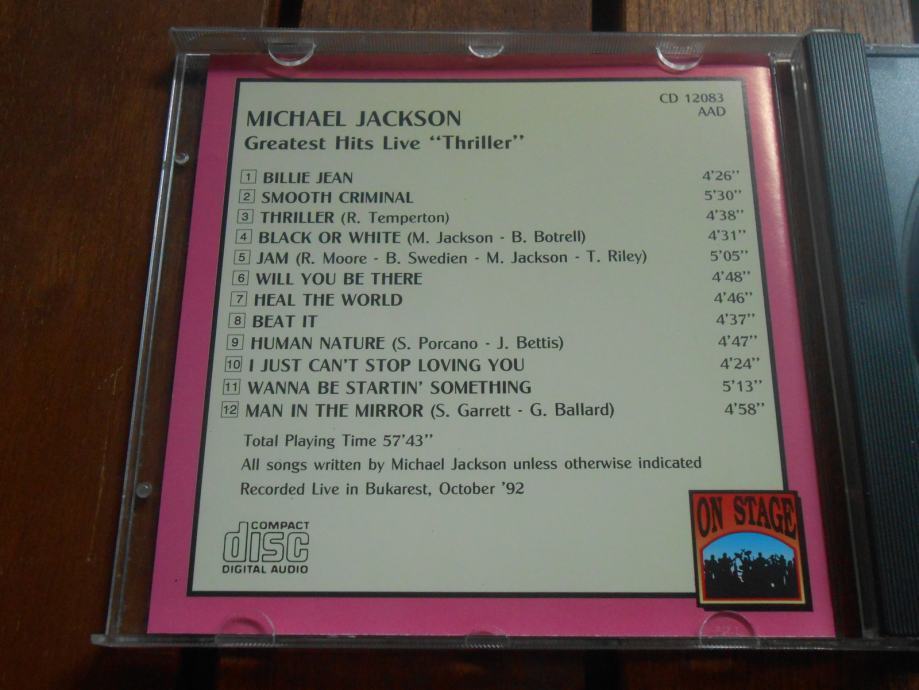 CD 12083
AAD
MICHAEL JACKSON
Greatest Hits Live "Thriller"
1 BILLIE JEAN 4'26"
2 SMOOTH CRIMINAL 5'30"
3 THRILLER (R. Temperton) 4'38"
4 BLACK OR WHITE (M. Jackson - B. Botrell) 4'31"
5 JAM (R. Moore - B. Swedien - M. Jackson - T. Riley) 5'05"
6 WILL YOU BE THERE 4'48"
7 HEAL THE WORLD 4'46"
8 BEAT IT 4'37"
9 HUMAN NATURE (S. Porcano - J. Bettis) 4'47"
10 I JUST CAN'T STOP LOVING YOU 4'24"
11 WANNA BE STARTIN' SOMETHING 5'13"
12 MAN IN THE MIRROR (S. Garrett - G. Ballard) 4'58"
Total Playing Time 57'43"
All songs written by Michael Jackson unless otherwise indicated
Recorded Live in Bukarest, October '92
ON STAGE
COMPACT
disc
DIGITAL AUDIO